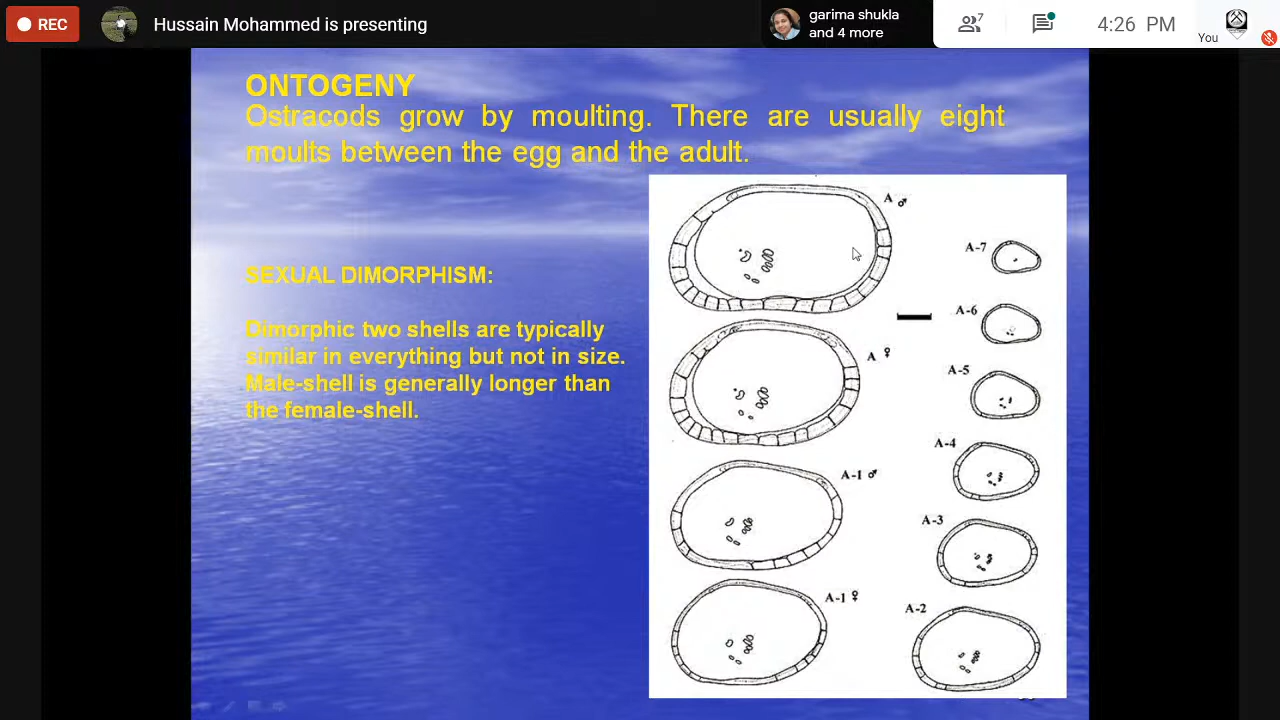 REC
Hussain Mohammed is presenting
garima shukla
and 4 more
7
4:26 PM
You
ONTOGENY
Ostracods grow by moulting. There are usually eight
moults between the egg and the adult.
SEXUAL DIMORPHISM:
Dimorphic two shells are typically
similar in everything but not in size.
Male-shell is generally longer than
the female-shell.
A ♂
A ♀
A-1 ♂
A-1 ♀
A-7
A-6
A-5
A-4
A-3
A-2